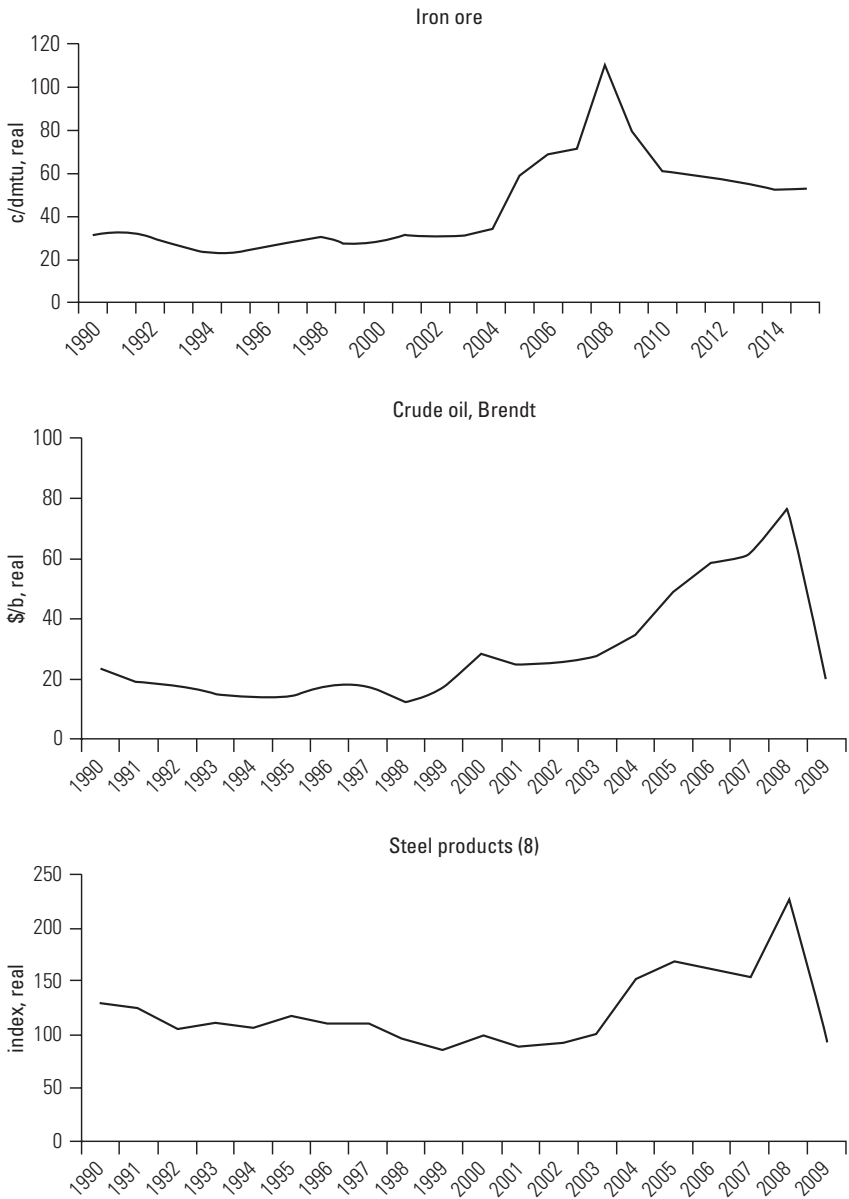 Iron ore
c/dmtu, real
120
100
80
60
40
20
0
1990 1992 1994 1996 1998 2000 2002 2004 2006 2008 2010 2012 2014
Crude oil, Brendt
$/b, real
100
80
60
40
20
0
1990 1991 1992 1993 1994 1995 1996 1997 1998 1999 2000 2001 2002 2003 2004 2005 2006 2007 2008 2009
Steel products (8)
index, real
250
200
150
100
50
0
1990 1991 1992 1993 1994 1995 1996 1997 1998 1999 2000 2001 2002 2003 2004 2005 2006 2007 2008 2009